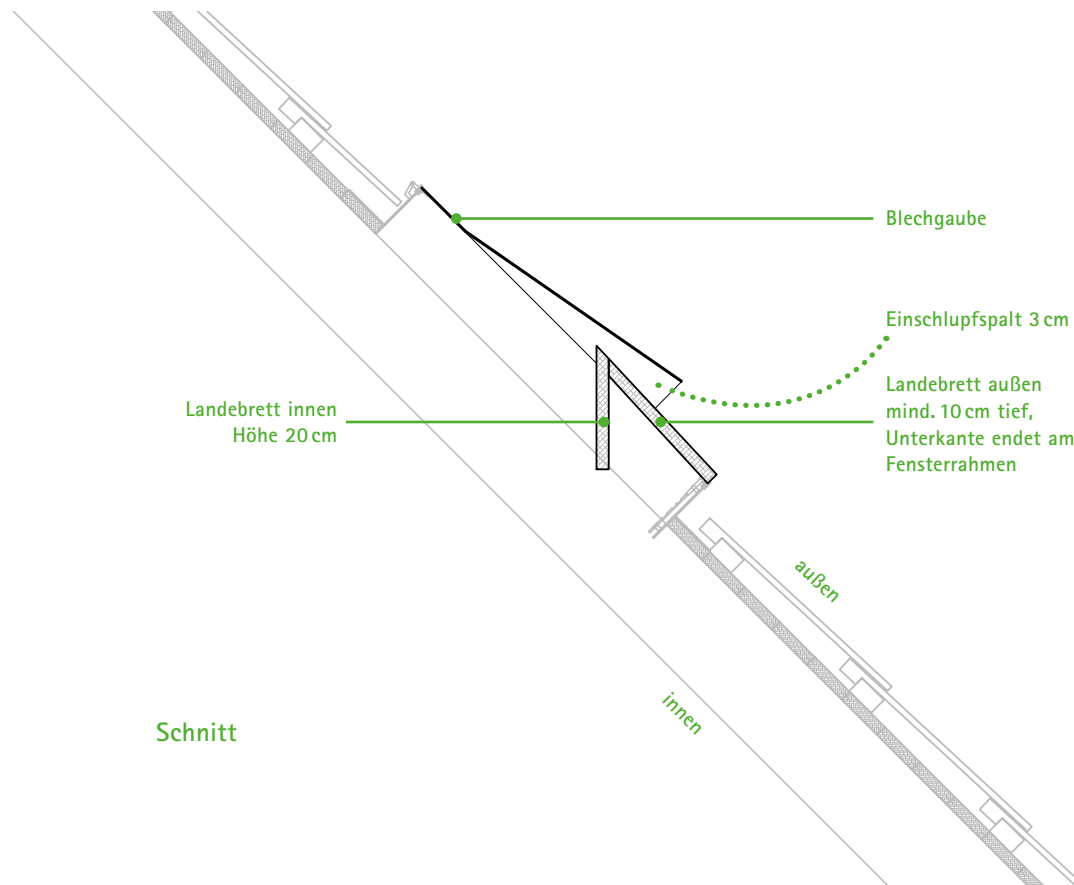 Blechgaube
Einschlupfspalt 3 cm
Landebrett außen
mind. 10 cm tief,
Unterkante endet am
Fensterrahmen
Landebrett innen
Höhe 20 cm
außen
innen
Schnitt